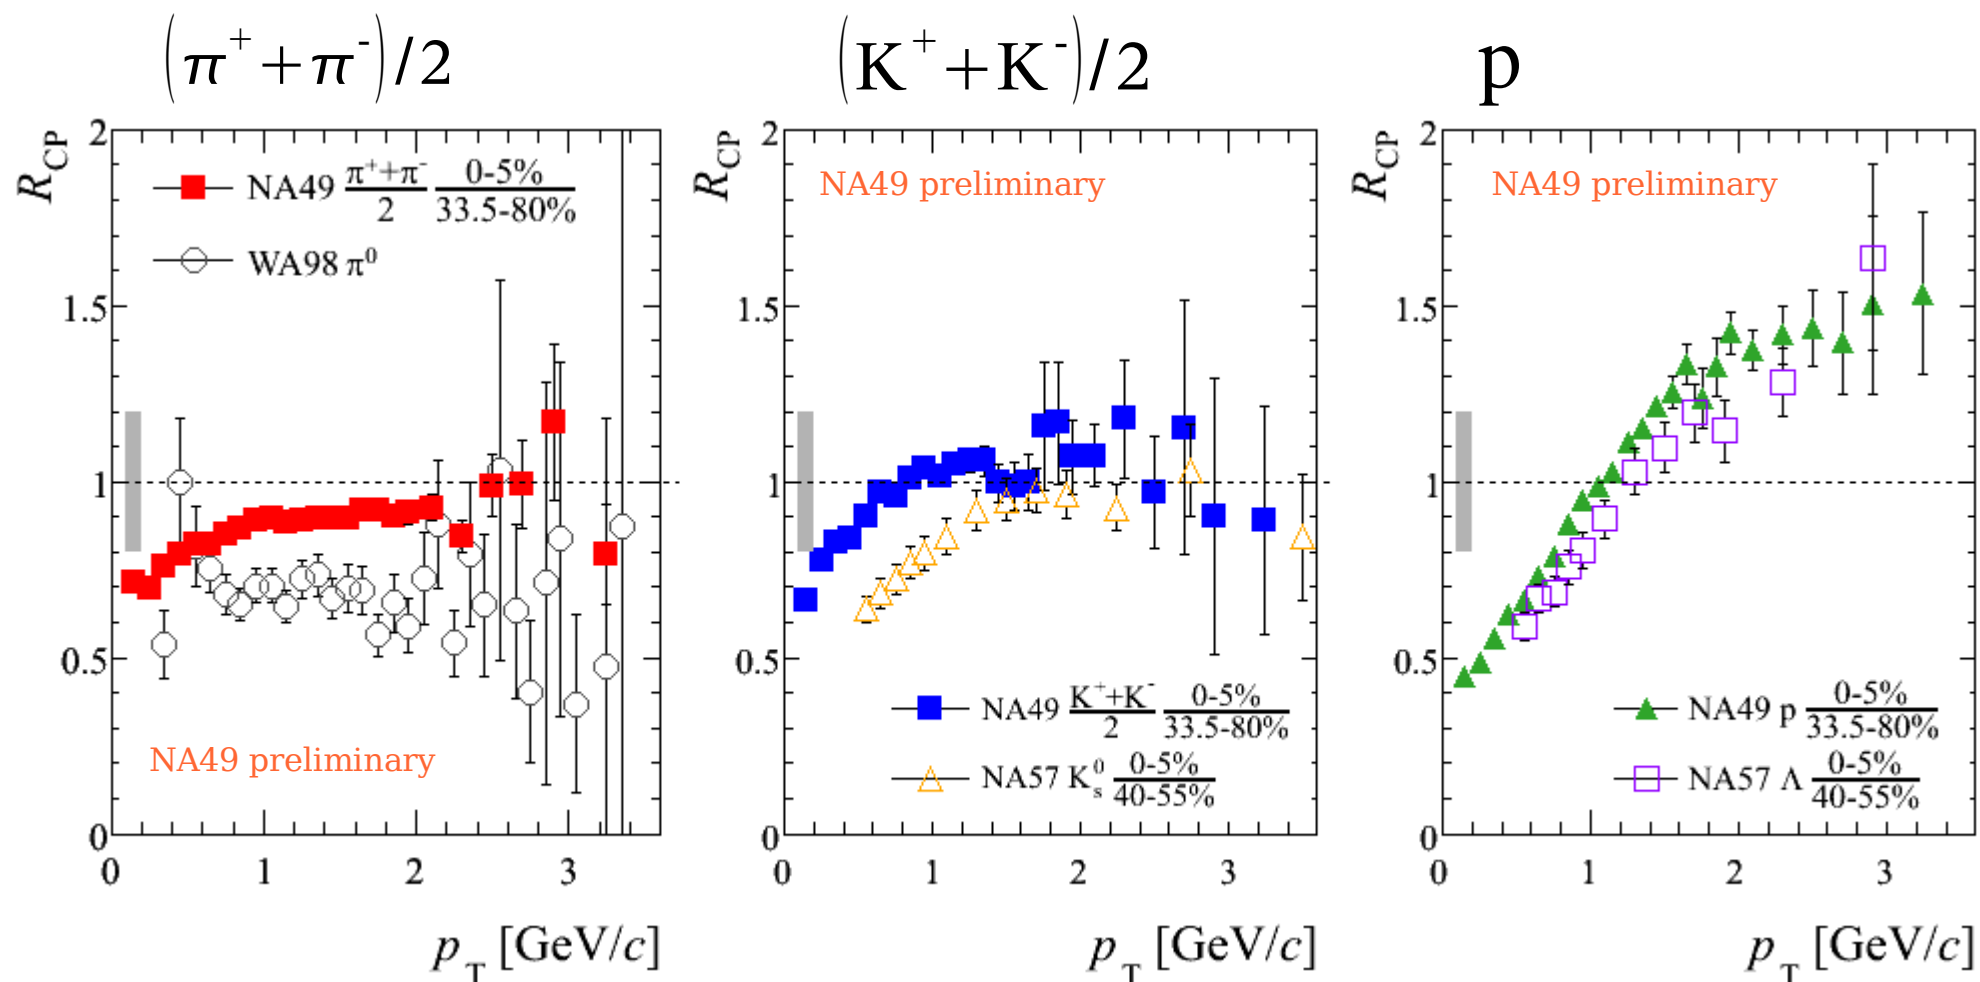 (π⁺+π⁻)/2
R_CP
2
1.5
1
0.5
0
NA49 π⁺+π⁻/2 0-5%/33.5-80%
WA98 π⁰
NA49 preliminary
0 1 2 3
p_T [GeV/c]
(K⁺+K⁻)/2
R_CP
2
1.5
1
0.5
0
NA49 preliminary
NA49 K⁺+K⁻/2 0-5%/33.5-80%
NA57 K⁰_s 0-5%/40-55%
0 1 2 3
p_T [GeV/c]
p
R_CP
2
1.5
1
0.5
0
NA49 preliminary
NA49 p 0-5%/33.5-80%
NA57 Λ 0-5%/40-55%
0 1 2 3
p_T [GeV/c]